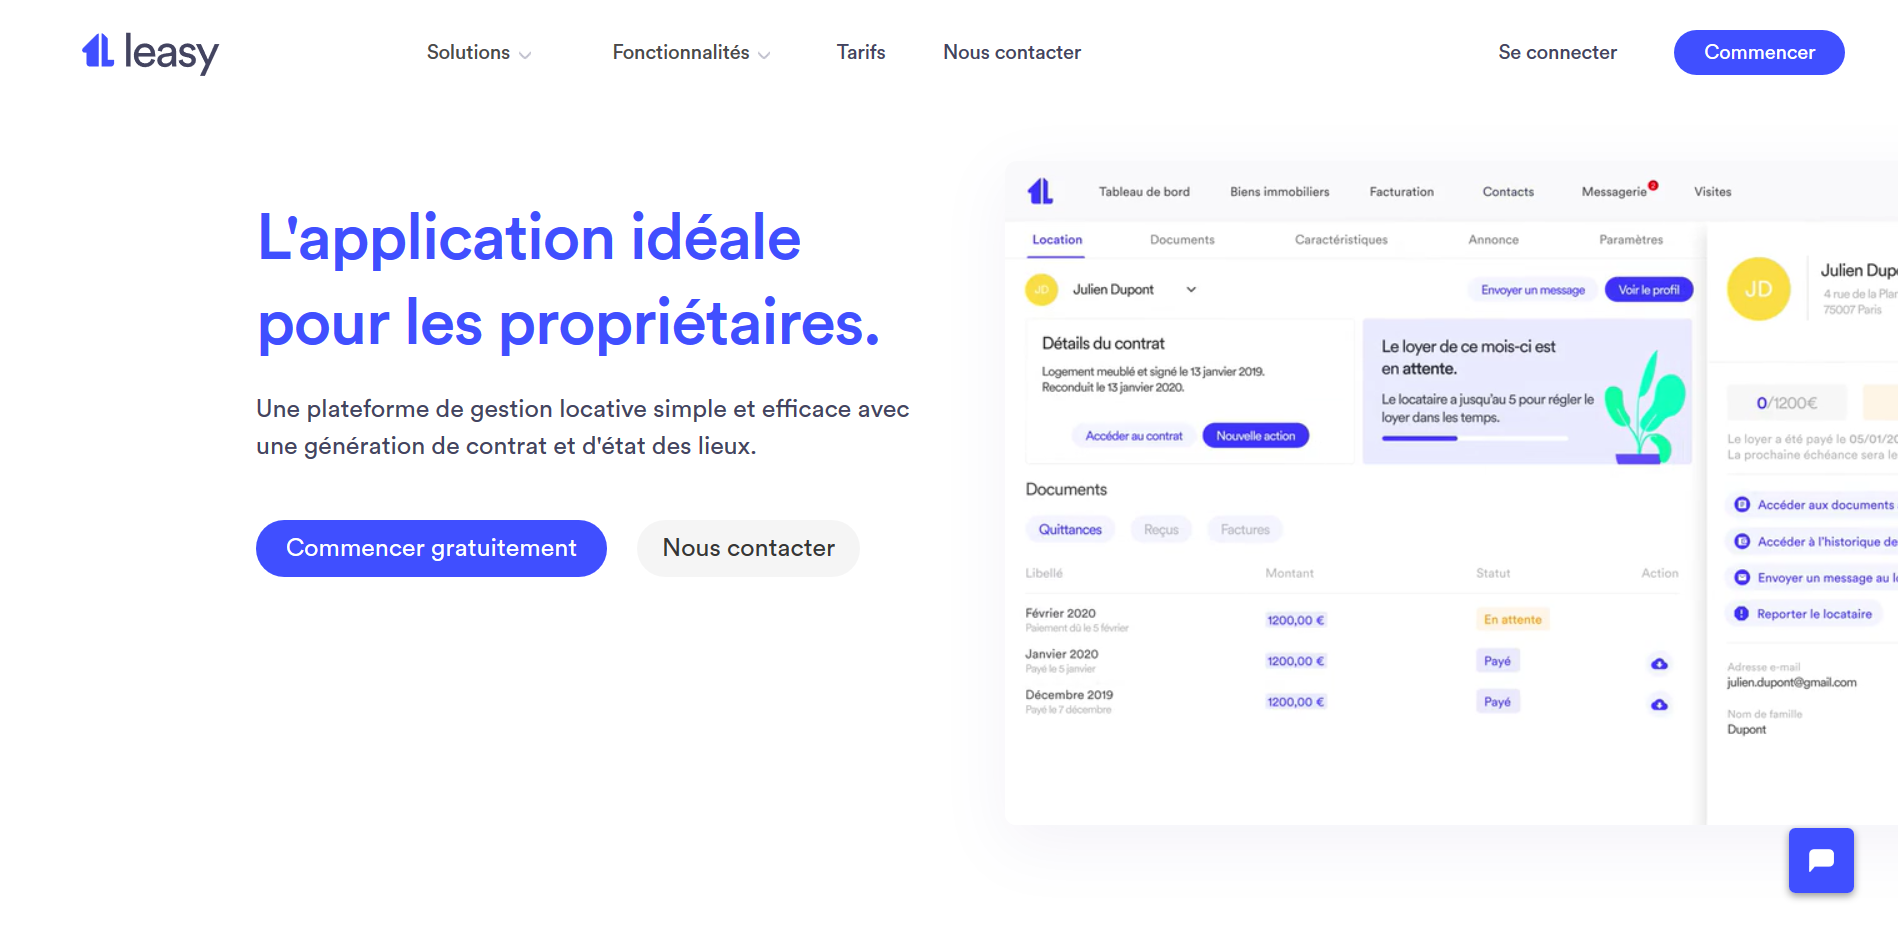 leasy
Solutions
Fonctionnalités
Tarifs
Nous contacter
Se connecter
Commencer
L'application idéale
pour les propriétaires.
Une plateforme de gestion locative simple et efficace avec
une génération de contrat et d'état des lieux.
Commencer gratuitement
Nous contacter
Tableau de bord
Biens immobiliers
Facturation
Contacts
Messagerie
2
Visites
Location
Documents
Caractéristiques
Annonce
Paramètres
JD
Julien Dupont
Envoyer un message
Voir le profil
Détails du contrat
Logement meublé et signé le 13 janvier 2019.
Reconduit le 13 janvier 2020.
Accéder au contrat
Nouvelle action
Le loyer de ce mois-ci est
en attente.
Le locataire a jusqu'au 5 pour régler le
loyer dans les temps.
Documents
Quittances
Reçus
Factures
Libellé Montant Statut Action
Février 2020
Paiement dû le 5 février
1200,00 €
En attente
Janvier 2020
Payé le 5 janvier
1200,00 €
Payé
Décembre 2019
Payé le 7 décembre
1200,00 €
Payé
JD
Julien Dup
4 rue de la Plan
75007 Paris
0/1200€
Le loyer a été payé le 05/01/20
La prochaine échéance sera le
Accéder aux documents
Accéder à l'historique de
Envoyer un message au lo
Reporter le locataire
Adresse e-mail
julien.dupont@gmail.com
Nom de famille
Dupont